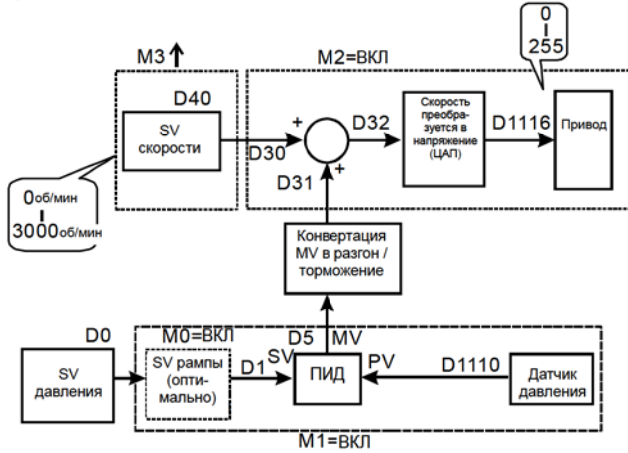 0
255
M3
M2=ВКЛ
D40
SV
скорости
D30
+
+
D31
D32
Скорость
преобра-
зуется в
напряжение
(ЦАП)
D1116
Привод
0об/мин
3000об/мин
Конвертация
MV в разгон /
торможение
D0
SV
давления
M0=ВКЛ
SV рампы
(опти-
мально)
D1
SV
D5
MV
ПИД
PV
D1110
Датчик
давления
M1=ВКЛ